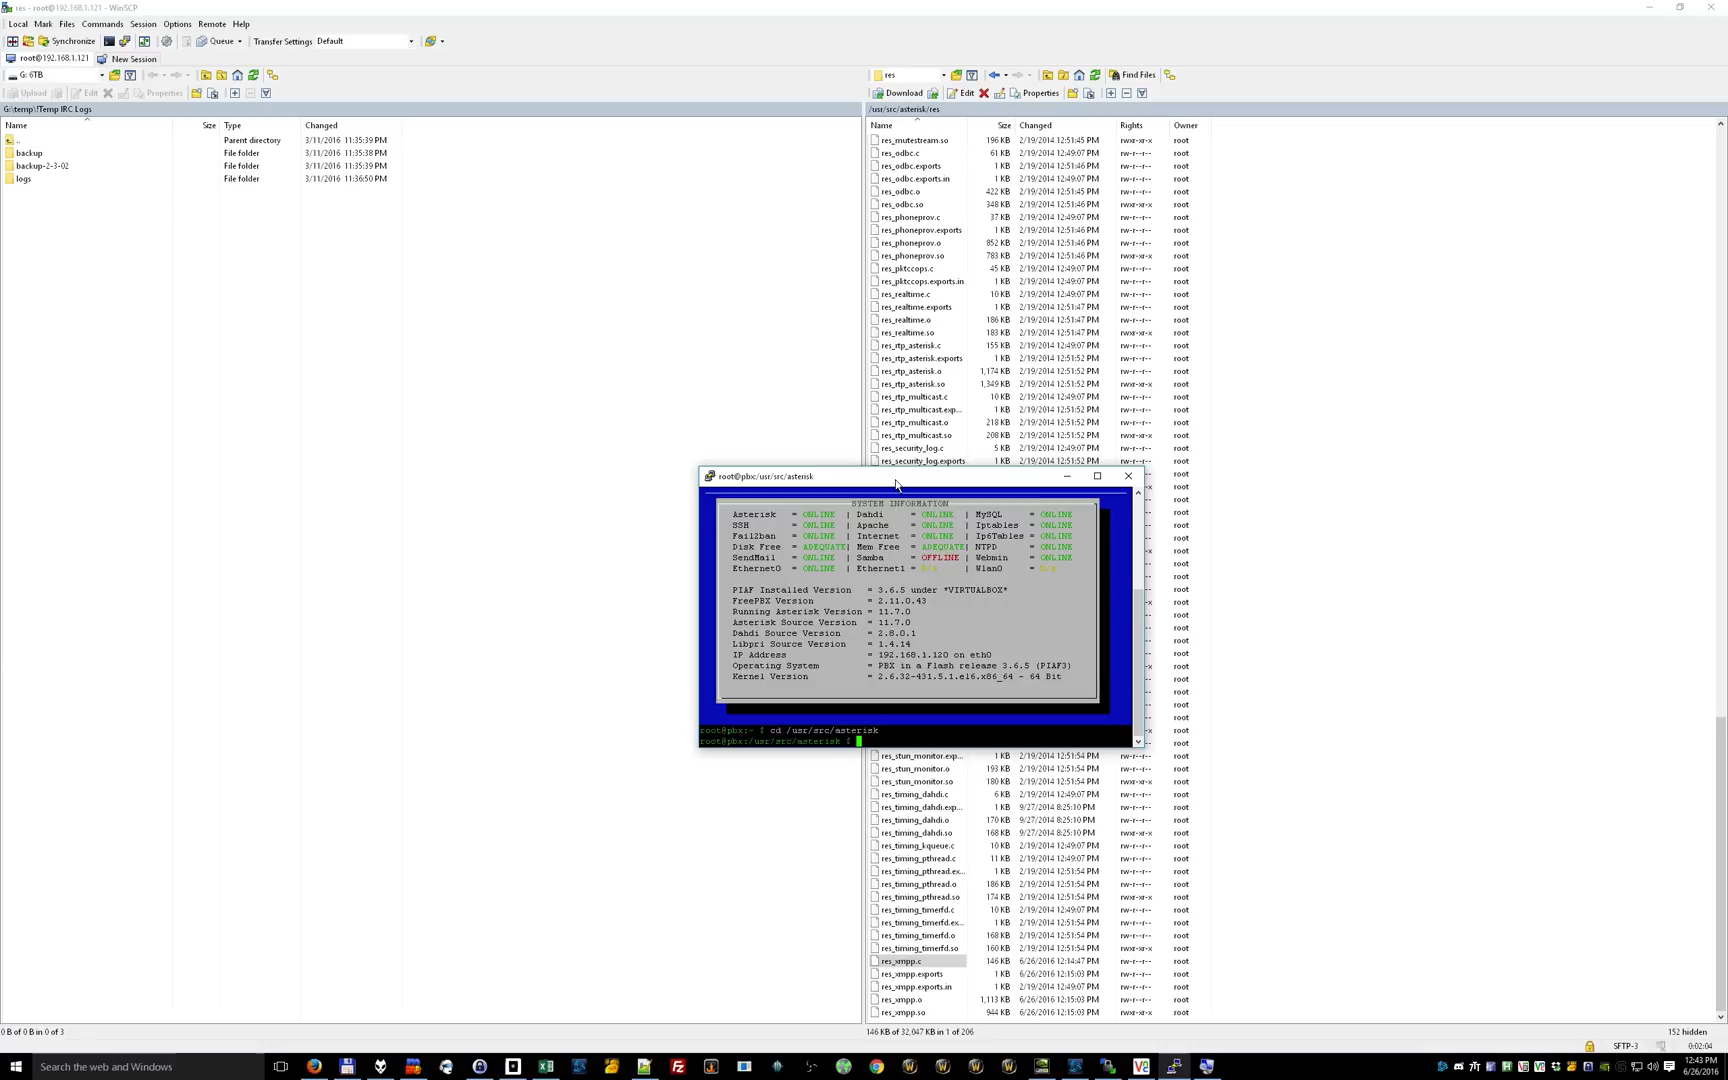 res - root@192.168.1.121 - WinSCP
Local Mark Files Commands Session Options Remote Help
Synchronize Queue Transfer Settings Default
root@192.168.1.121 New Session
G: 6TB
Upload Edit Properties
G:\temp\!Temp IRC Logs
Name Size Type Changed
.. Parent directory 3/11/2016 11:35:39 PM
backup File folder 3/11/2016 11:35:38 PM
backup-2-3-02 File folder 3/11/2016 11:35:39 PM
logs File folder 3/11/2016 11:36:50 PM
res Find Files
Download Edit Properties
/usr/src/asterisk/res
Name Size Changed Rights Owner
res_mutestream.so 196 KB 2/19/2014 12:51:45 PM rwxr-xr-x root
res_odbc.c 61 KB 2/19/2014 12:49:07 PM rw-r--r-- root
res_odbc.exports 1 KB 2/19/2014 12:51:46 PM rw-r--r-- root
res_odbc.exports.in 1 KB 2/19/2014 12:49:07 PM rw-r--r-- root
res_odbc.o 422 KB 2/19/2014 12:51:45 PM rw-r--r-- root
res_odbc.so 348 KB 2/19/2014 12:51:46 PM rwxr-xr-x root
res_phoneprov.c 37 KB 2/19/2014 12:49:07 PM rw-r--r-- root
res_phoneprov.exports 1 KB 2/19/2014 12:51:46 PM rw-r--r-- root
res_phoneprov.o 852 KB 2/19/2014 12:51:46 PM rw-r--r-- root
res_phoneprov.so 783 KB 2/19/2014 12:51:46 PM rwxr-xr-x root
res_pktccops.c 45 KB 2/19/2014 12:49:07 PM rw-r--r-- root
res_pktccops.exports.in 1 KB 2/19/2014 12:49:07 PM rw-r--r-- root
res_realtime.c 10 KB 2/19/2014 12:49:07 PM rw-r--r-- root
res_realtime.exports 1 KB 2/19/2014 12:51:47 PM rw-r--r-- root
res_realtime.o 186 KB 2/19/2014 12:51:47 PM rw-r--r-- root
res_realtime.so 183 KB 2/19/2014 12:51:47 PM rwxr-xr-x root
res_rtp_asterisk.c 155 KB 2/19/2014 12:49:07 PM rw-r--r-- root
res_rtp_asterisk.exports 1 KB 2/19/2014 12:51:52 PM rw-r--r-- root
res_rtp_asterisk.o 1,174 KB 2/19/2014 12:51:52 PM rw-r--r-- root
res_rtp_asterisk.so 1,349 KB 2/19/2014 12:51:52 PM rwxr-xr-x root
res_rtp_multicast.c 10 KB 2/19/2014 12:49:07 PM rw-r--r-- root
res_rtp_multicast.exp... 1 KB 2/19/2014 12:51:52 PM rw-r--r-- root
res_rtp_multicast.o 218 KB 2/19/2014 12:51:52 PM rw-r--r-- root
res_rtp_multicast.so 208 KB 2/19/2014 12:51:52 PM rwxr-xr-x root
res_security_log.c 5 KB 2/19/2014 12:49:07 PM rw-r--r-- root
res_security_log.exports 1 KB 2/19/2014 12:51:52 PM rw-r--r-- root
root@pbx:/usr/src/asterisk
SYSTEM INFORMATION
Asterisk = ONLINE | Dahdi = ONLINE | MySQL = ONLINE
SSH = ONLINE | Apache = ONLINE | Iptables = ONLINE
Fail2ban = ONLINE | Internet = ONLINE | Ip6Tables = ONLINE
Disk Free = ADEQUATE| Mem Free = ADEQUATE| NTPD = ONLINE
SendMail = ONLINE | Samba = OFFLINE | Webmin = ONLINE
Ethernet0 = ONLINE | Ethernet1 = N/A | Wlan0 = N/A
PIAF Installed Version = 3.6.5 under *VIRTUALBOX*
FreePBX Version = 2.11.0.43
Running Asterisk Version = 11.7.0
Asterisk Source Version = 11.7.0
Dahdi Source Version = 2.8.0.1
Libpri Source Version = 1.4.14
IP Address = 192.168.1.120 on eth0
Operating System = PBX in a Flash release 3.6.5 (PIAF3)
Kernel Version = 2.6.32-431.5.1.el6.x86_64 - 64 Bit
root@pbx:~ $ cd /usr/src/asterisk
root@pbx:/usr/src/asterisk $
res_stun_monitor.exp... 1 KB 2/19/2014 12:51:54 PM rw-r--r-- root
res_stun_monitor.o 193 KB 2/19/2014 12:51:54 PM rw-r--r-- root
res_stun_monitor.so 180 KB 2/19/2014 12:51:54 PM rwxr-xr-x root
res_timing_dahdi.c 6 KB 2/19/2014 12:49:07 PM rw-r--r-- root
res_timing_dahdi.exp... 1 KB 9/27/2014 8:25:10 PM rw-r--r-- root
res_timing_dahdi.o 170 KB 9/27/2014 8:25:10 PM rw-r--r-- root
res_timing_dahdi.so 168 KB 9/27/2014 8:25:10 PM rwxr-xr-x root
res_timing_kqueue.c 10 KB 2/19/2014 12:49:07 PM rw-r--r-- root
res_timing_pthread.c 11 KB 2/19/2014 12:49:07 PM rw-r--r-- root
res_timing_pthread.ex... 1 KB 2/19/2014 12:51:54 PM rw-r--r-- root
res_timing_pthread.o 186 KB 2/19/2014 12:51:54 PM rw-r--r-- root
res_timing_pthread.so 174 KB 2/19/2014 12:51:54 PM rwxr-xr-x root
res_timing_timerfd.c 10 KB 2/19/2014 12:49:07 PM rw-r--r-- root
res_timing_timerfd.ex... 1 KB 2/19/2014 12:51:54 PM rw-r--r-- root
res_timing_timerfd.o 168 KB 2/19/2014 12:51:54 PM rw-r--r-- root
res_timing_timerfd.so 160 KB 2/19/2014 12:51:54 PM rwxr-xr-x root
res_xmpp.c 146 KB 6/26/2016 12:14:47 PM rw-r--r-- root
res_xmpp.exports 1 KB 6/26/2016 12:15:03 PM rw-r--r-- root
res_xmpp.exports.in 1 KB 2/19/2014 12:49:07 PM rw-r--r-- root
res_xmpp.o 1,113 KB 6/26/2016 12:15:03 PM rw-r--r-- root
res_xmpp.so 944 KB 6/26/2016 12:15:03 PM rwxr-xr-x root
0 B of 0 B in 0 of 3
146 KB of 32,047 KB in 1 of 206 152 hidden
SFTP-3 0:02:04
Search the web and Windows
12:43 PM
6/26/2016